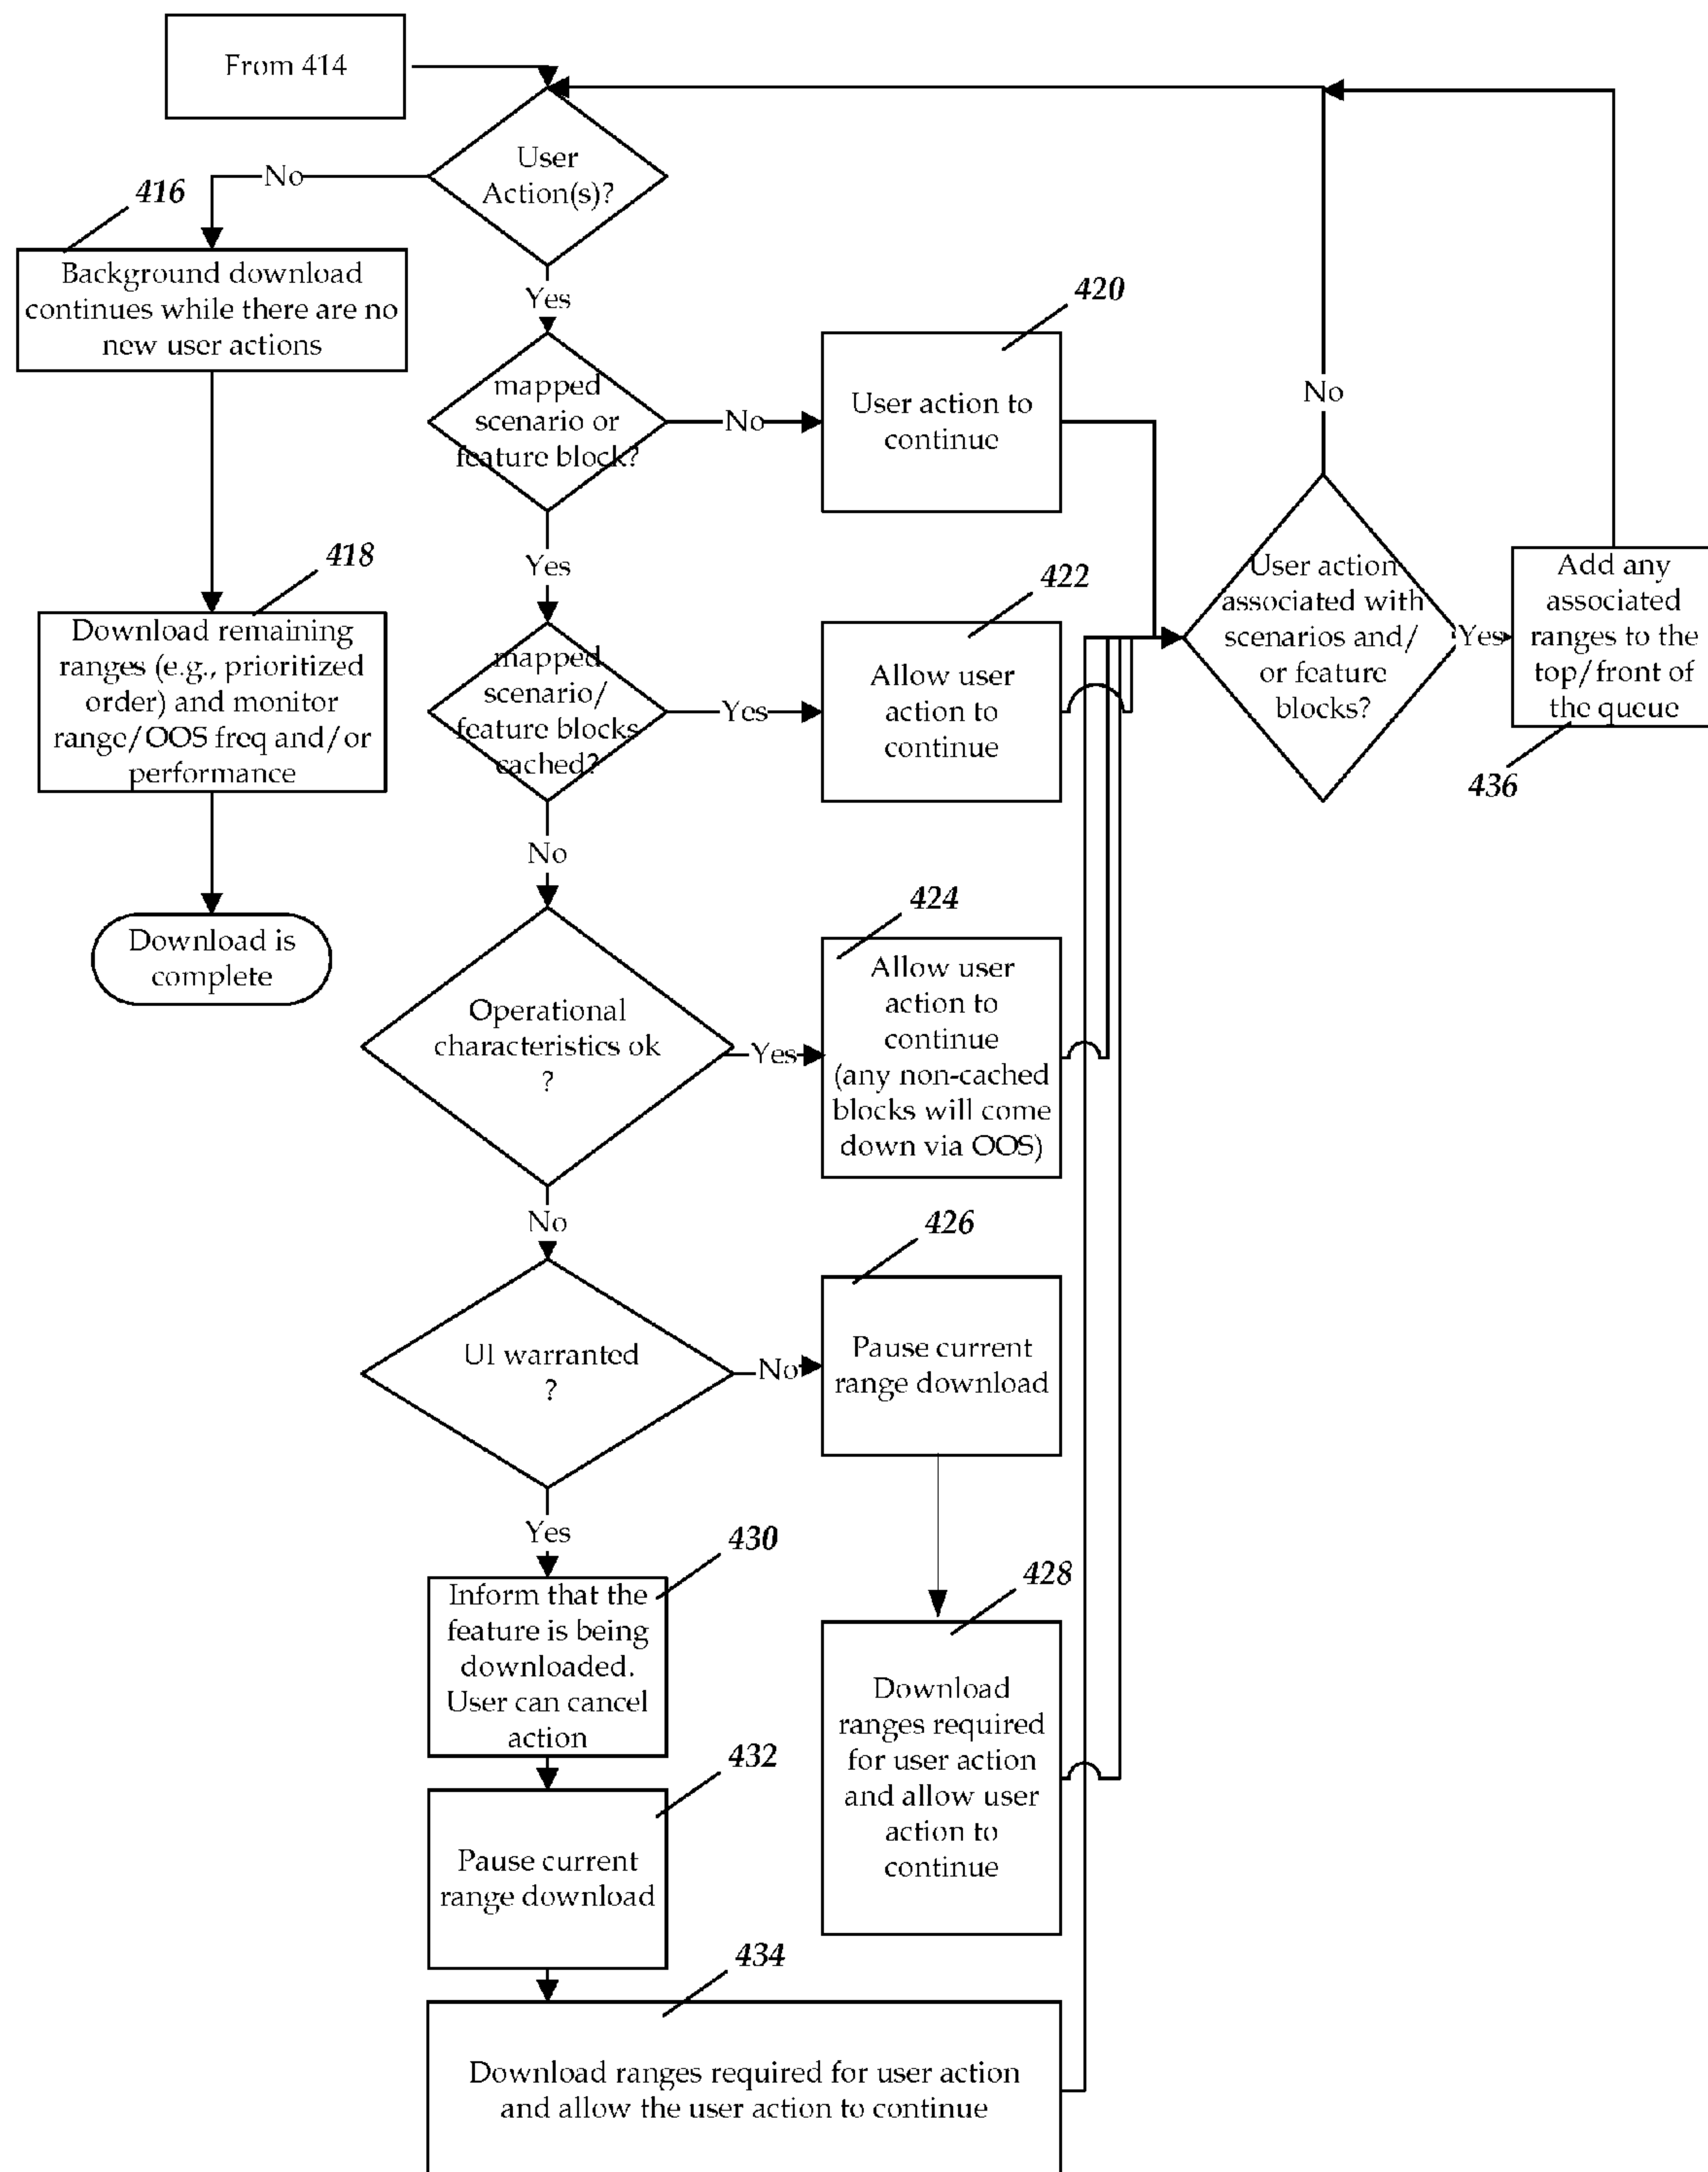 From 414
User
Action(s)?
No
416
Background download
continues while there are no
new user actions
Yes
420
mapped
scenario or
feature block?
No
User action to
continue
No
418
Download remaining
ranges (e.g., prioritized
order) and monitor
range/OOS freq and/or
performance
Yes
422
mapped
scenario/
feature blocks
cached?
Yes
Allow user
action to
continue
User action
associated with
scenarios and/
or feature
blocks?
Yes
Add any
associated
ranges to the
top/front of
the queue
436
No
Download is
complete
424
Operational
characteristics ok
?
Yes
Allow user
action to
continue
(any non-cached
blocks will come
down via OOS)
No
426
UI warranted
?
No
Pause current
range download
Yes
430
Inform that the
feature is being
downloaded.
User can cancel
action
428
Download
ranges required
for user action
and allow user
action to
continue
432
Pause current
range download
434
Download ranges required for user action
and allow the user action to continue